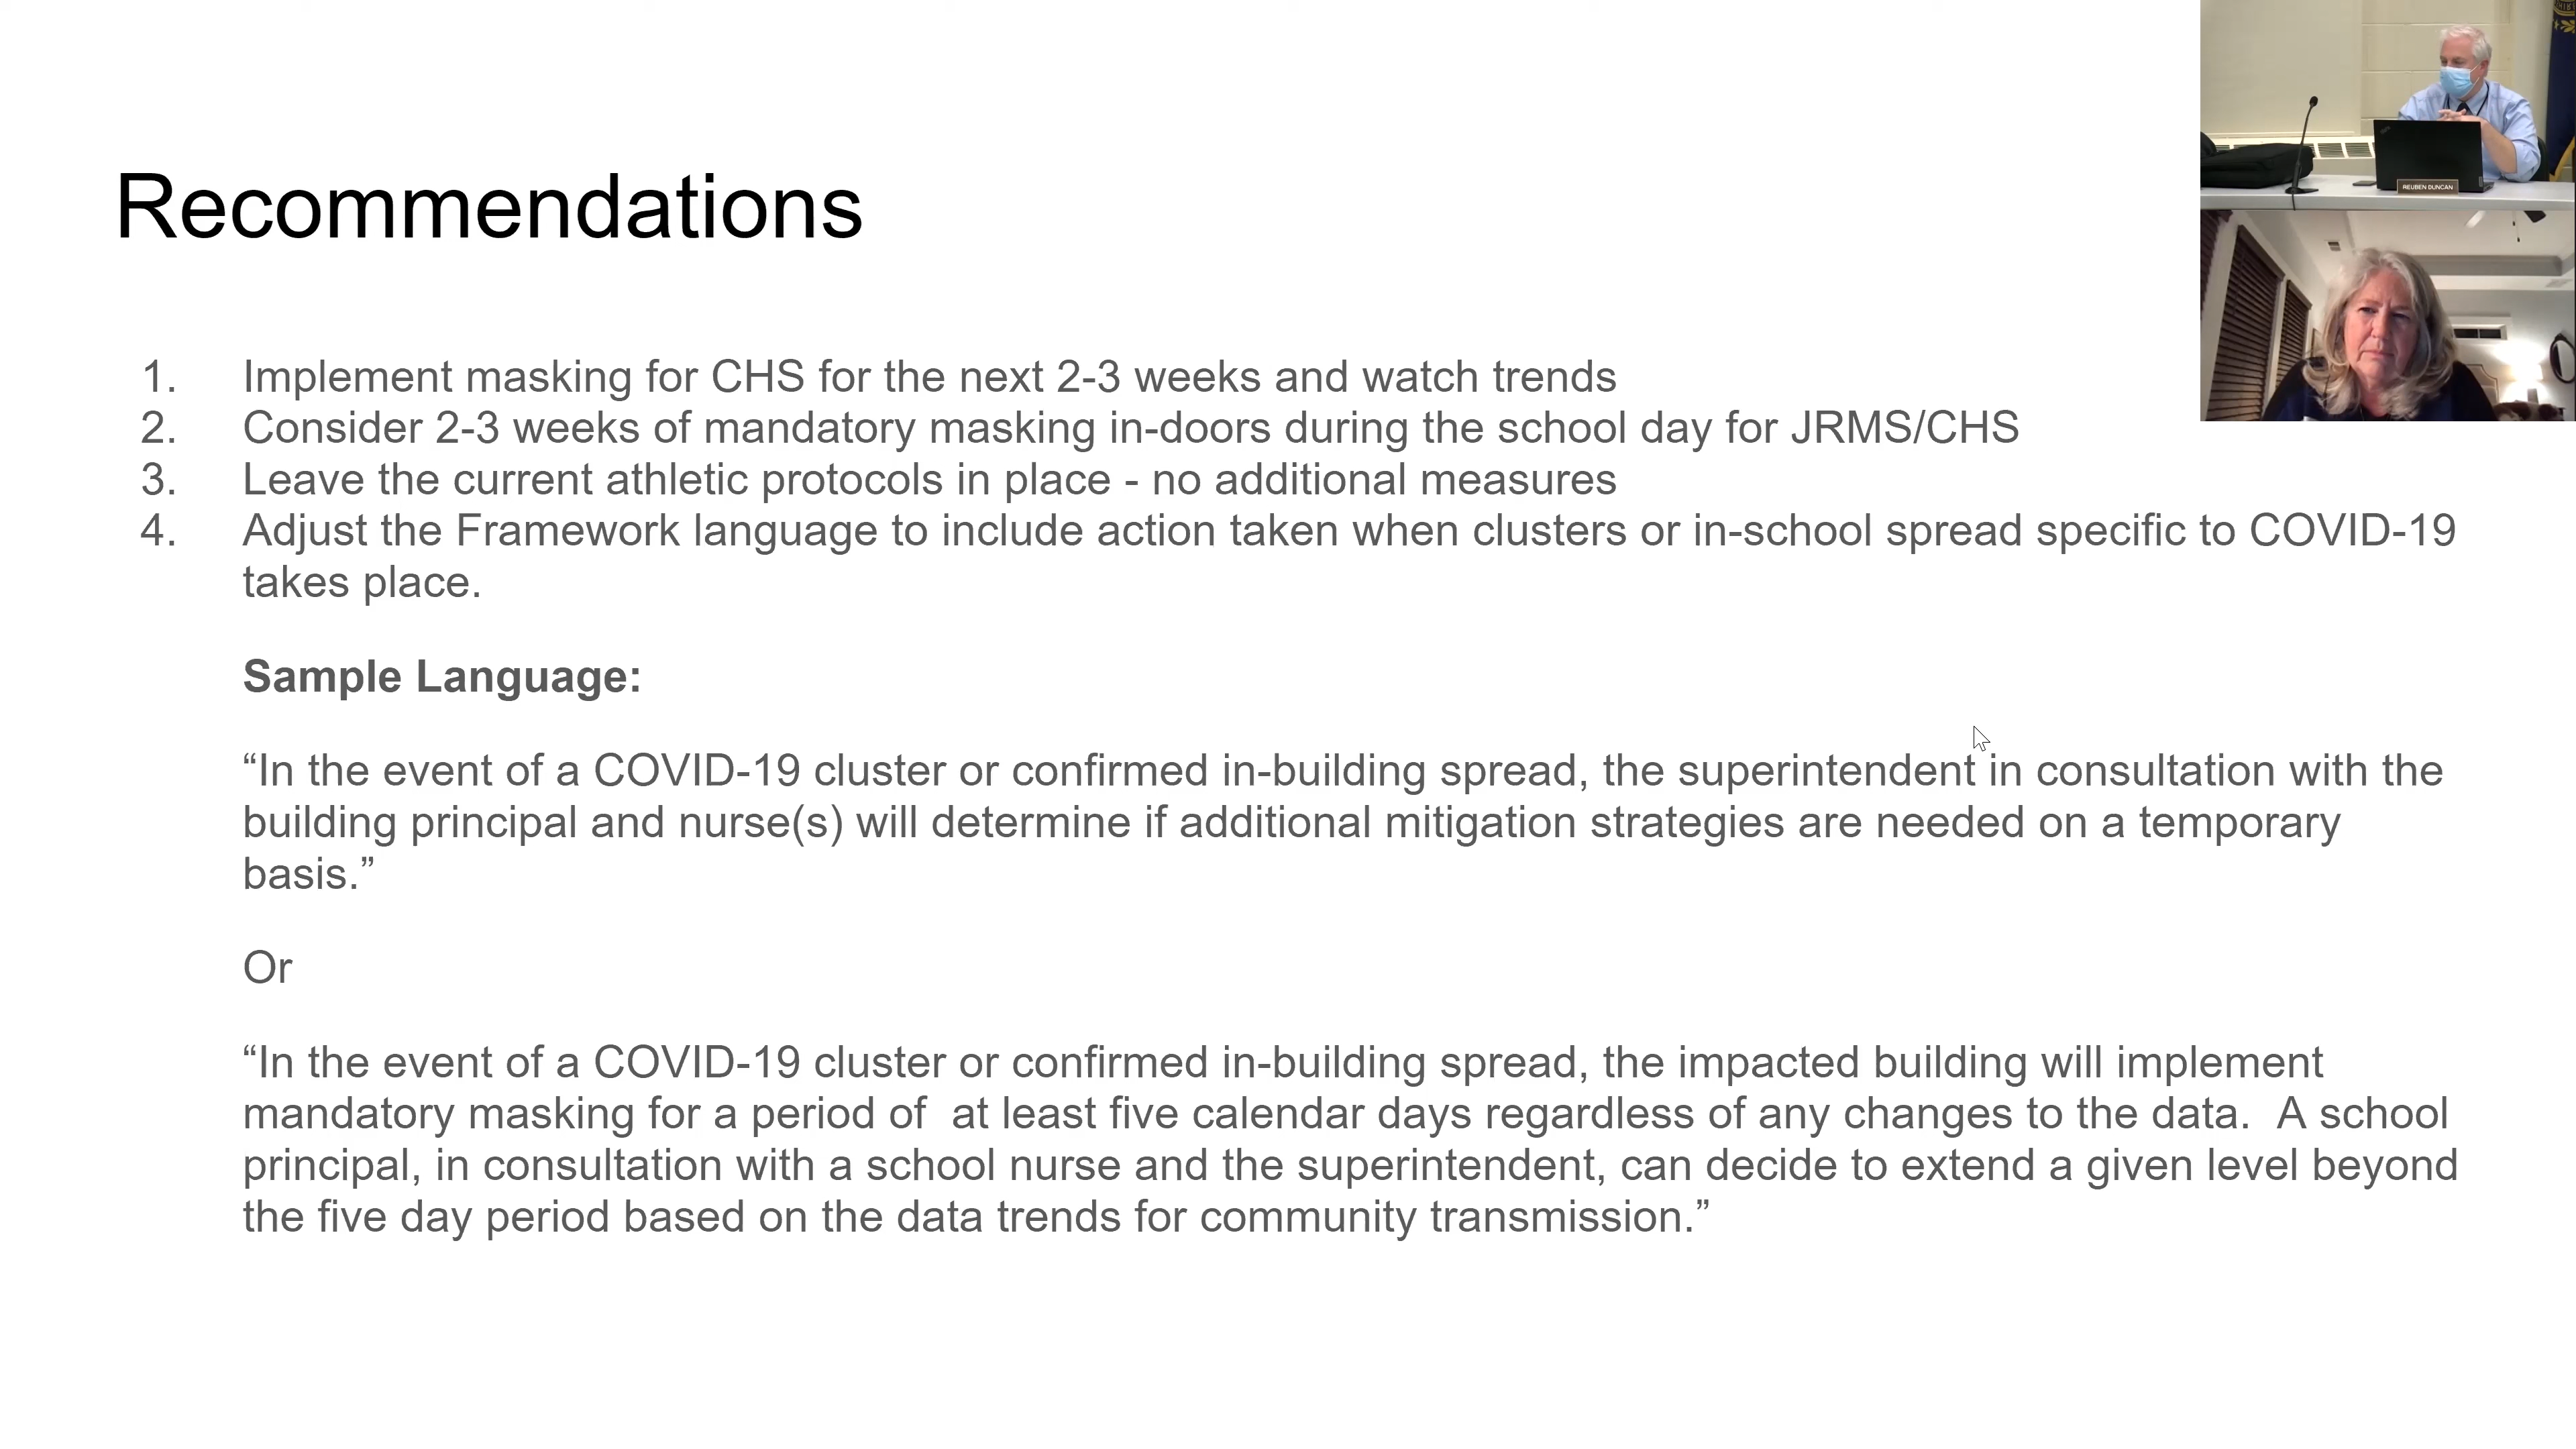 Recommendations
REUBEN DUNCAN
1. Implement masking for CHS for the next 2-3 weeks and watch trends
2. Consider 2-3 weeks of mandatory masking in-doors during the school day for JRMS/CHS
3. Leave the current athletic protocols in place - no additional measures
4. Adjust the Framework language to include action taken when clusters or in-school spread specific to COVID-19
takes place.
Sample Language:
“In the event of a COVID-19 cluster or confirmed in-building spread, the superintendent in consultation with the
building principal and nurse(s) will determine if additional mitigation strategies are needed on a temporary
basis.”
Or
“In the event of a COVID-19 cluster or confirmed in-building spread, the impacted building will implement
mandatory masking for a period of  at least five calendar days regardless of any changes to the data.  A school
principal, in consultation with a school nurse and the superintendent, can decide to extend a given level beyond
the five day period based on the data trends for community transmission.”